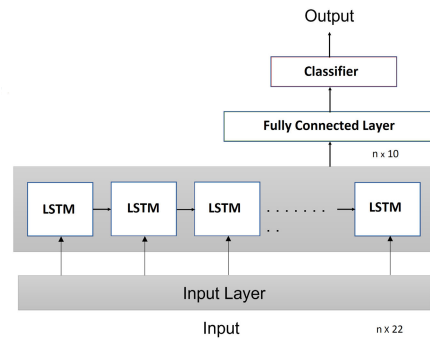 Output
Classifier
Fully Connected Layer
n x 10
LSTM LSTM LSTM . . . . . . . LSTM
. .
Input Layer
Input n x 22